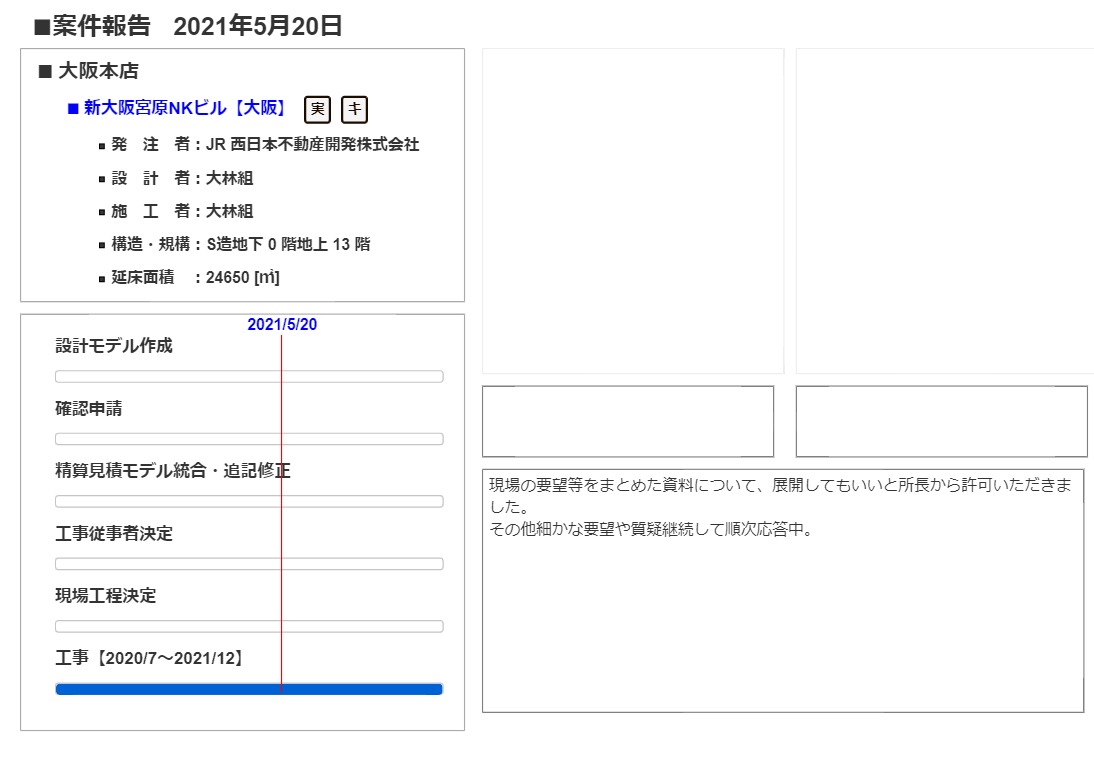 ■案件報告　2021年5月20日
■ 大阪本店
■ 新大阪宮原NKビル【大阪】 実 キ
■ 発　注　者：JR 西日本不動産開発株式会社
■ 設　計　者：大林組
■ 施　工　者：大林組
■ 構造・規構：S造地下 0 階地上 13 階
■ 延床面積　：24650 [㎡]
2021/5/20
設計モデル作成
確認申請
精算見積モデル統合・追記修正
工事従事者決定
現場工程決定
工事【2020/7～2021/12】
現場の要望等をまとめた資料について、展開してもいいと所長から許可いただきま
した。
その他細かな要望や質疑継続して順次応答中。